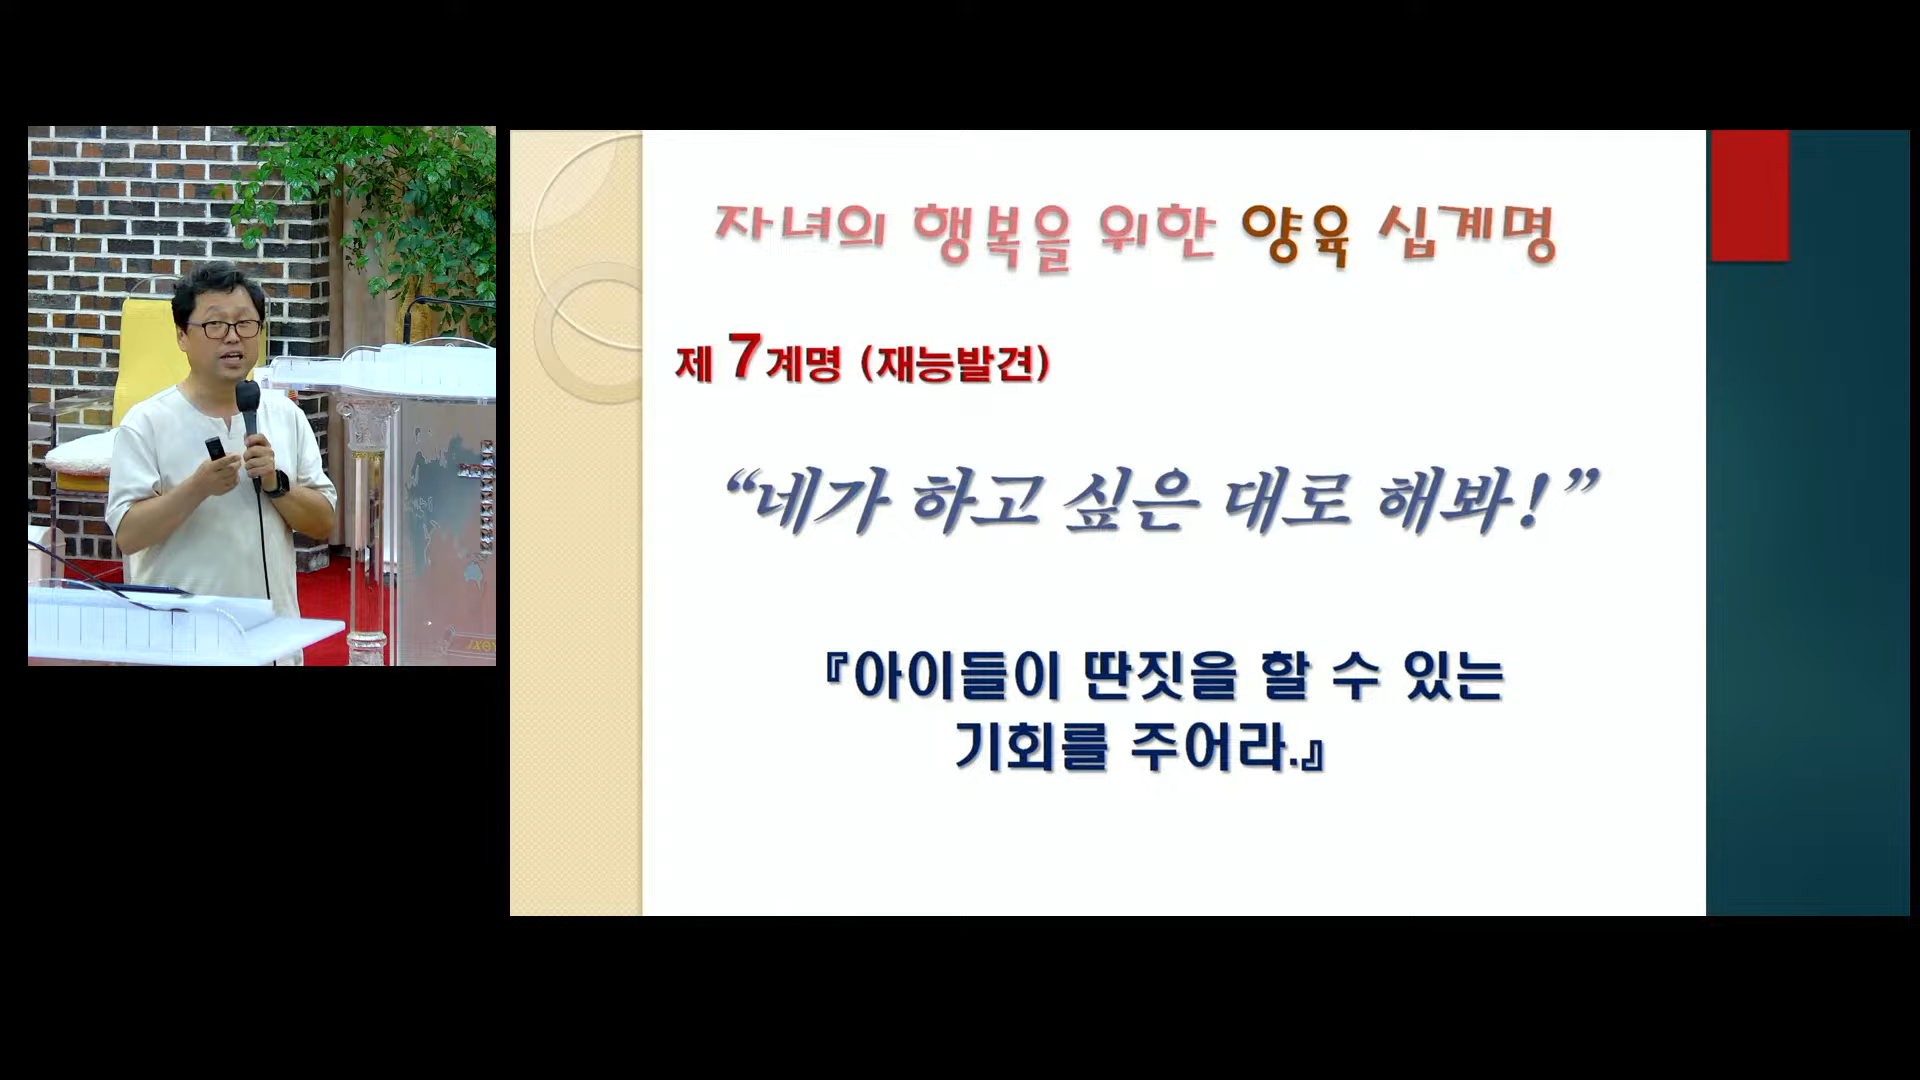 자녀의 행복을 위한 양육 십계명
제 7계명 (재능발견)
“네가 하고 싶은 대로 해봐!”
『아이들이 딴짓을 할 수 있는
기회를 주어라.』